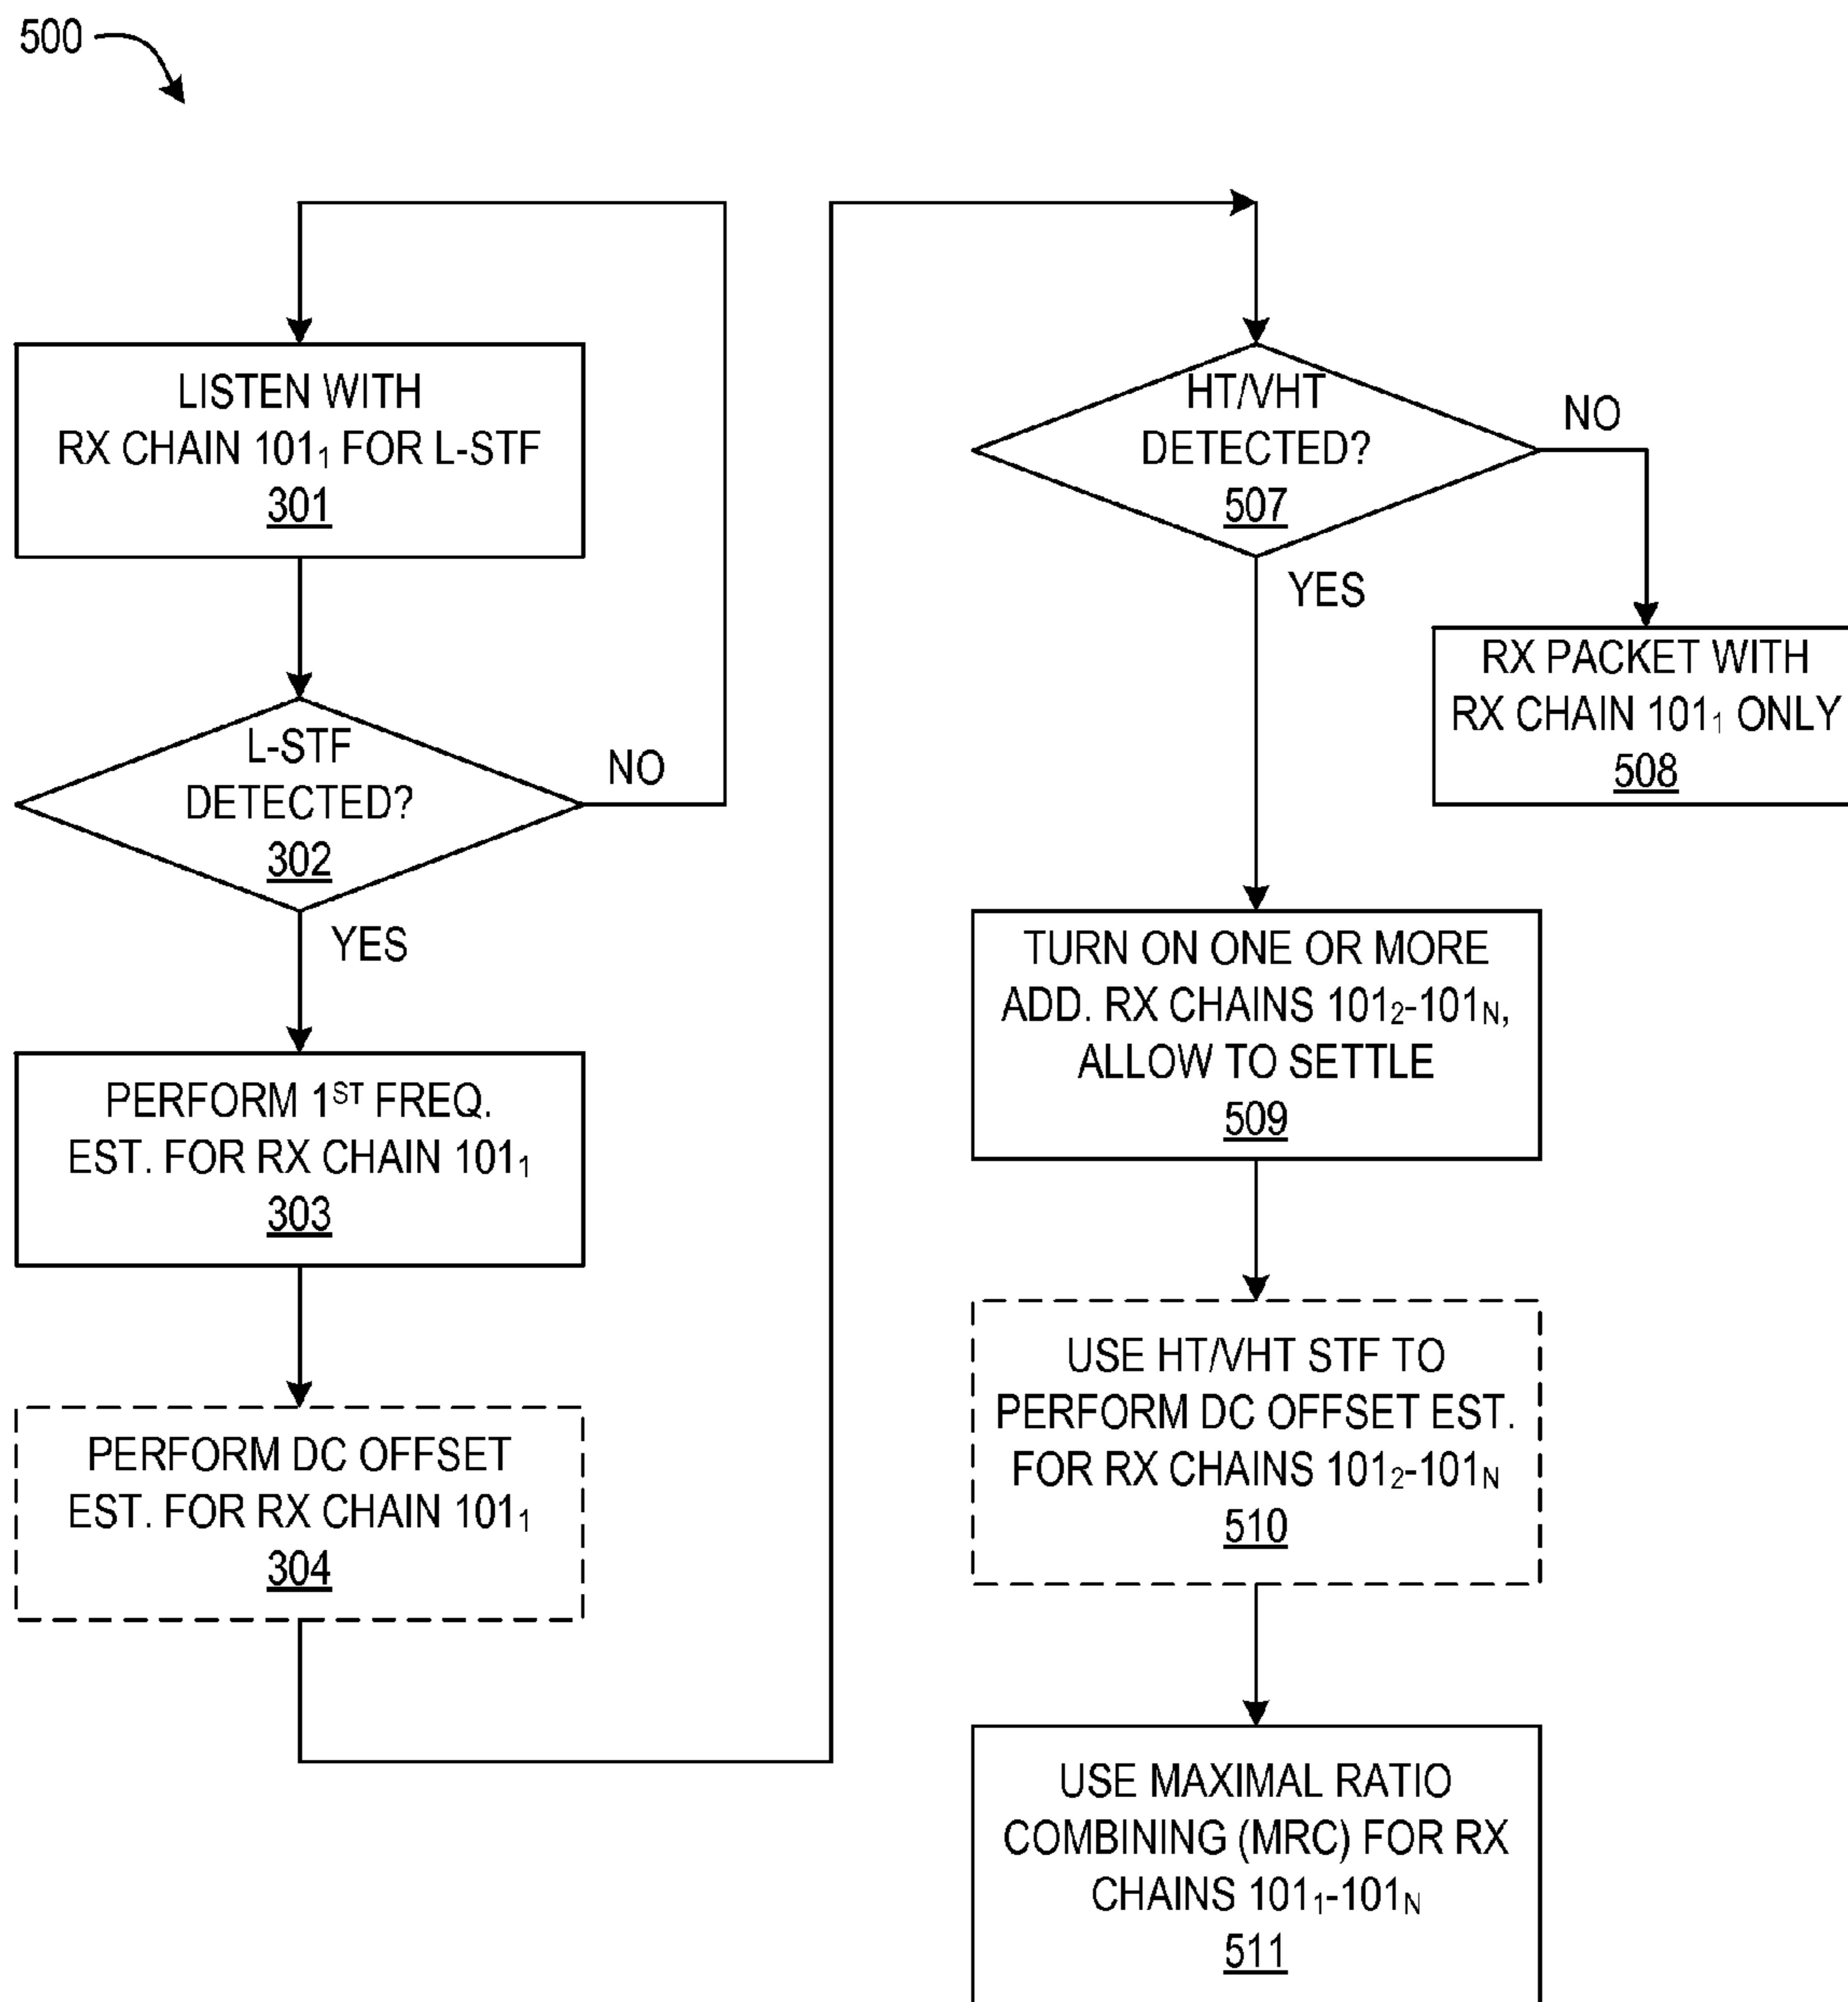 500
LISTEN WITH
RX CHAIN 101₁ FOR L-STF
301
L-STF
DETECTED?
302
NO
YES
PERFORM 1ST FREQ.
EST. FOR RX CHAIN 101₁
303
PERFORM DC OFFSET
EST. FOR RX CHAIN 101₁
304
HT/VHT
DETECTED?
507
NO
YES
RX PACKET WITH
RX CHAIN 101₁ ONLY
508
TURN ON ONE OR MORE
ADD. RX CHAINS 101₂-101N,
ALLOW TO SETTLE
509
USE HT/VHT STF TO
PERFORM DC OFFSET EST.
FOR RX CHAINS 101₂-101N
510
USE MAXIMAL RATIO
COMBINING (MRC) FOR RX
CHAINS 101₁-101N
511